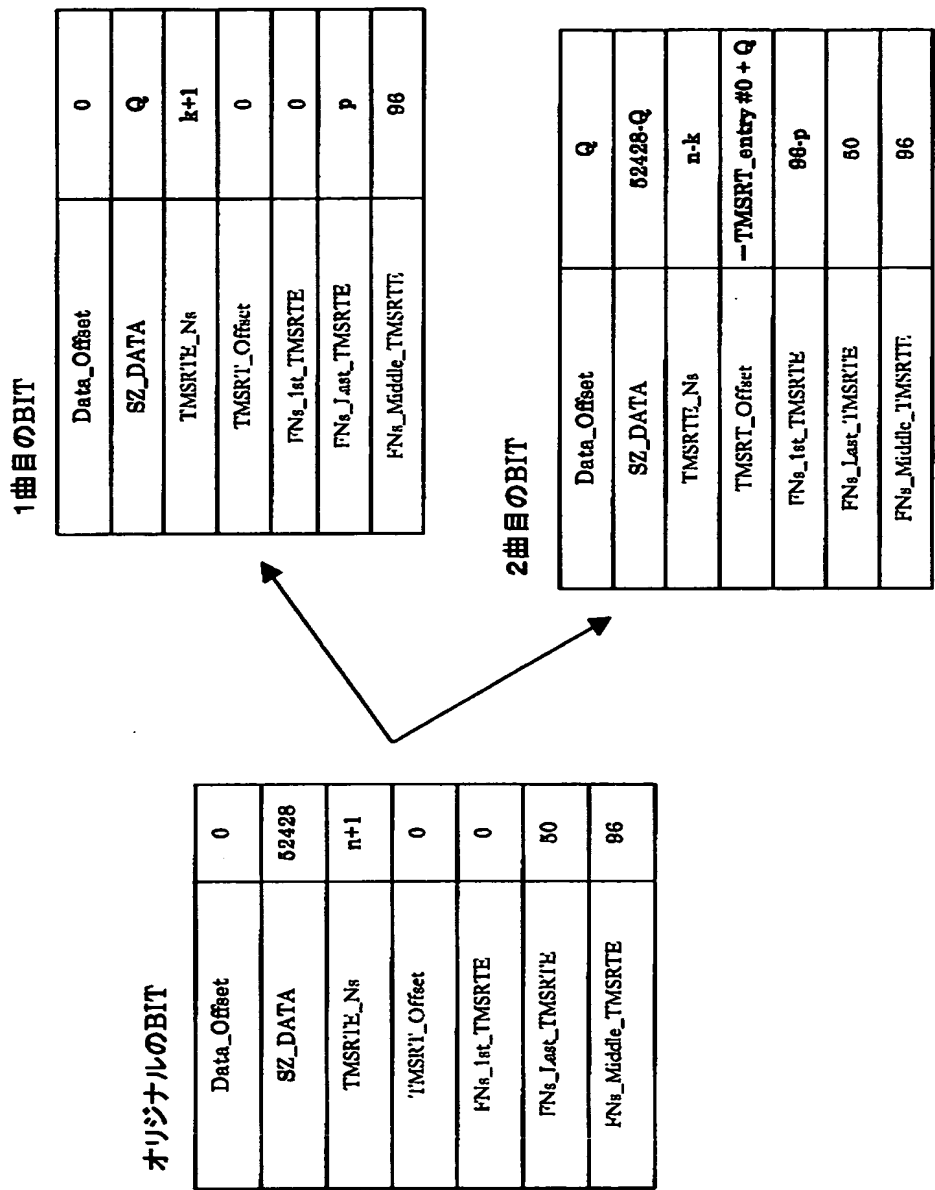 オリジナルのBIT
Data_Offset 0
SZ_DATA 52428
TMSRTE_Ns n+1
TMSRT_Offset 0
FNs_1st_TMSRTE 0
FNs_Last_TMSRTE 50
FNs_Middle_TMSRTE 96
1曲目のBIT
Data_Offset 0
SZ_DATA Q
TMSRTE_Ns k+1
TMSRT_Offset 0
FNs_1st_TMSRTE 0
FNs_Last_TMSRTE p
FNs_Middle_TMSRTE 96
2曲目のBIT
Data_Offset Q
SZ_DATA 52428-Q
TMSRTE_Ns n-k
TMSRT_Offset −TMSRT_entry #0 + Q
FNs_1st_TMSRTE 96-p
FNs_Last_TMSRTE 50
FNs_Middle_TMSRTE 96